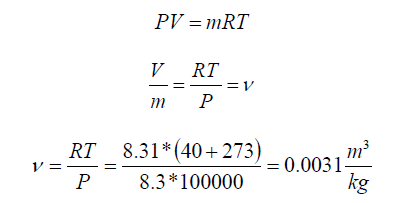 PV = mRT
V/m = RT/P = ν
ν = RT/P = 8.31*(40+273)/8.3*100000 = 0.0031 m³/kg